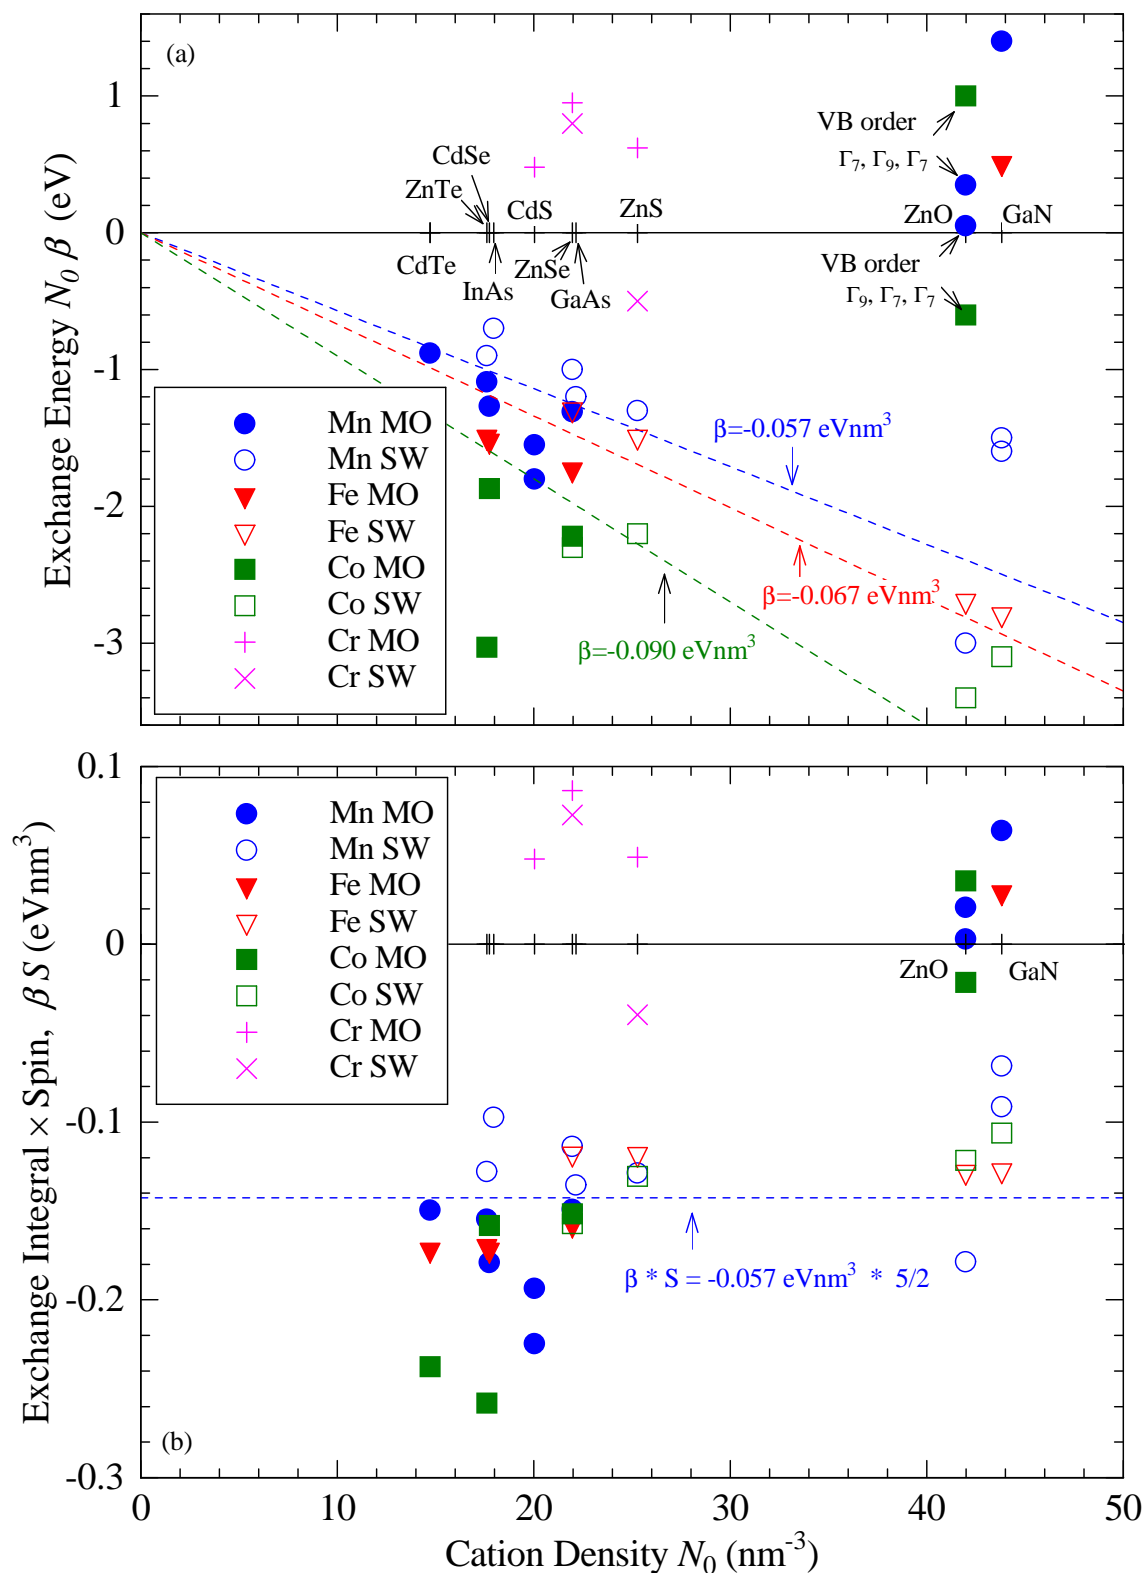 (a)
Exchange Energy N₀ β (eV)
1
0
-1
-2
-3
VB order
Γ₇, Γ₉, Γ₇
CdSe
ZnTe
CdS
ZnS
ZnO
GaN
CdTe
InAs
ZnSe
GaAs
VB order
Γ₉, Γ₇, Γ₇
Mn MO
Mn SW
Fe MO
Fe SW
Co MO
Co SW
Cr MO
Cr SW
β=-0.057 eVnm³
β=-0.067 eVnm³
β=-0.090 eVnm³
Exchange Integral × Spin, β S (eVnm³)
0.1
0
-0.1
-0.2
-0.3
Mn MO
Mn SW
Fe MO
Fe SW
Co MO
Co SW
Cr MO
Cr SW
ZnO
GaN
β * S = -0.057 eVnm³ * 5/2
(b)
0 10 20 30 40 50
Cation Density N₀ (nm⁻³)